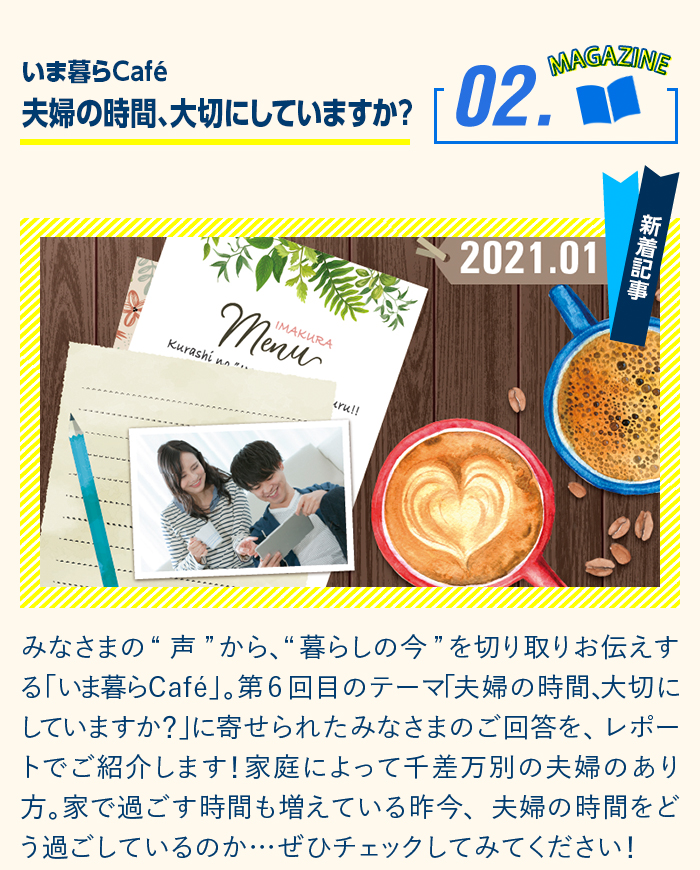 いま暮らCafé
夫婦の時間、大切にしていますか?
02.
MAGAZINE
新着記事
2021.01
IMAKURA
Menu
Kurashi no "I
uru!!
みなさまの“ 声 ”から、“暮らしの今 ”を切り取りお伝えす
る「いま暮らCafé」。第6回目のテーマ「夫婦の時間、大切に
していますか?」に寄せられたみなさまのご回答を、レポー
トでご紹介します!家庭によって千差万別の夫婦のあり
方。家で過ごす時間も増えている昨今、夫婦の時間をど
う過ごしているのか…ぜひチェックしてみてください!